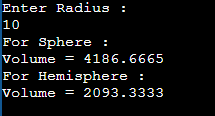 Enter Radius :
10
For Sphere :
Volume = 4186.6665
For Hemisphere :
Volume = 2093.3333